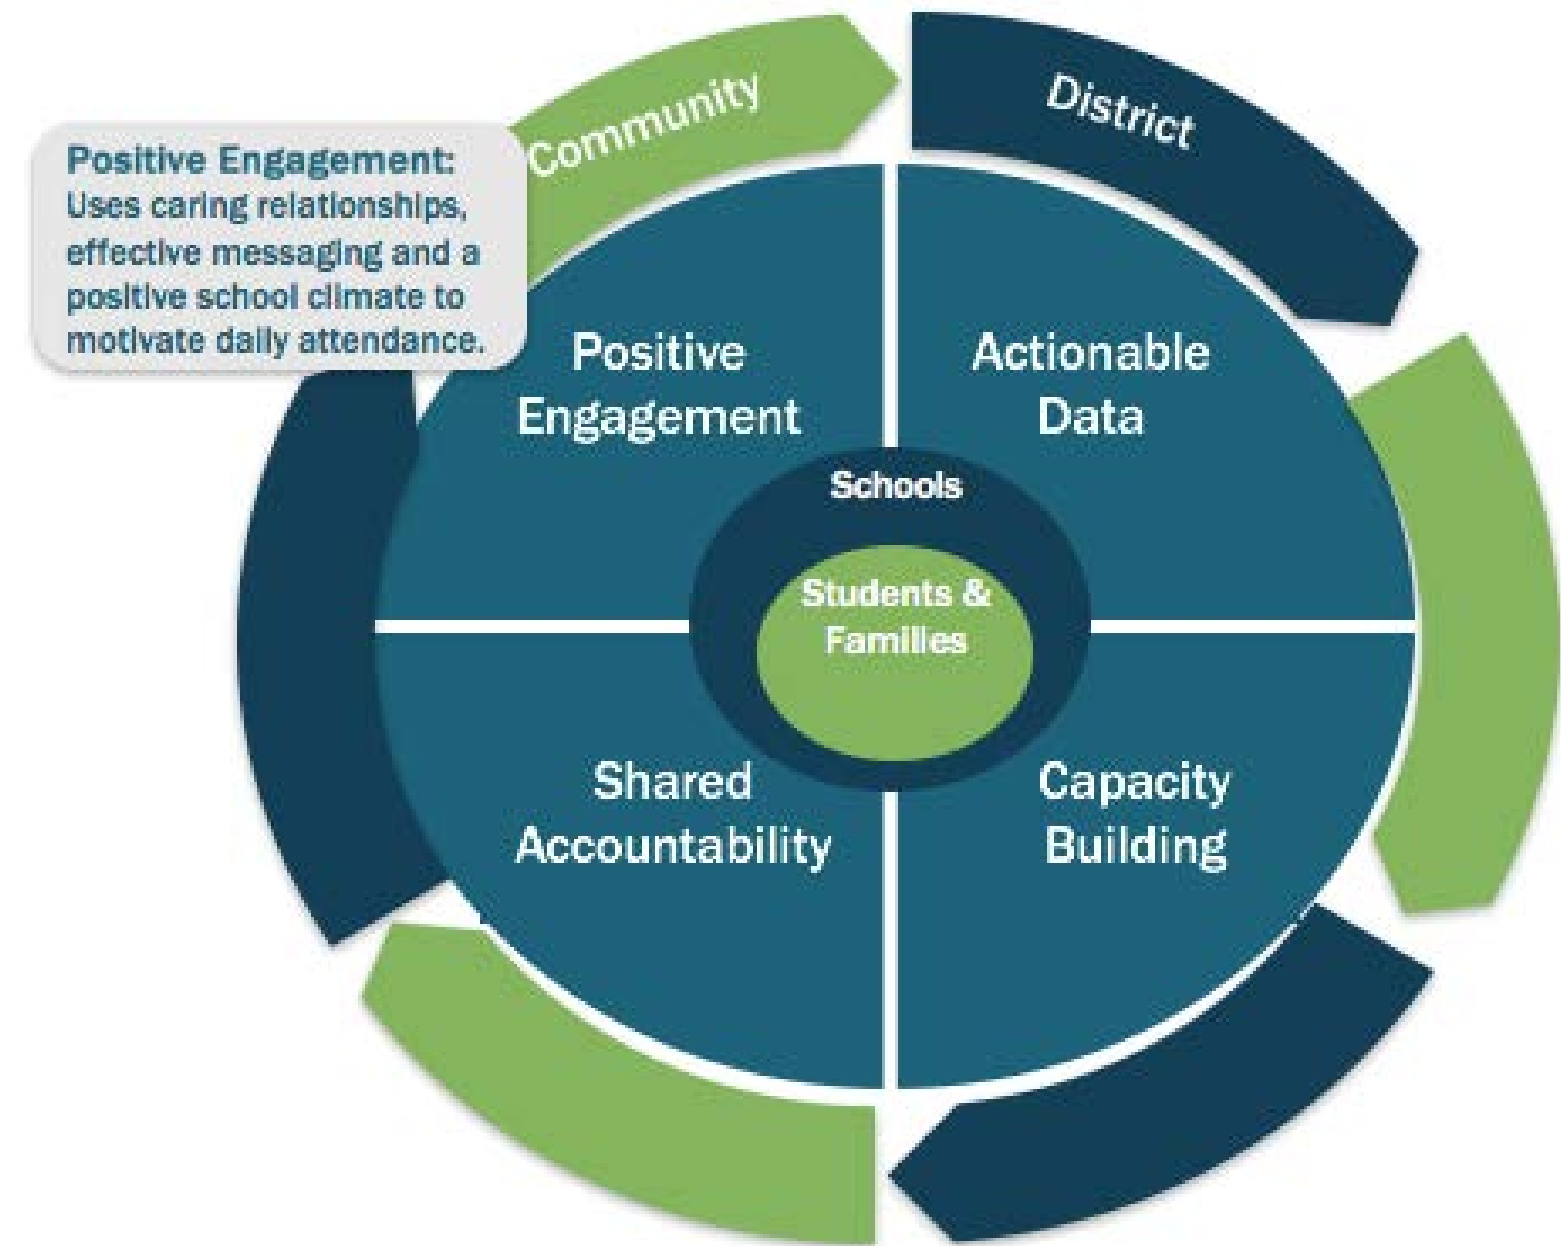 Community
District
Positive Engagement:
Uses caring relationships,
effective messaging and a
positive school climate to
motivate daily attendance.
Positive
Engagement
Actionable
Data
Schools
Students &
Families
Shared
Accountability
Capacity
Building